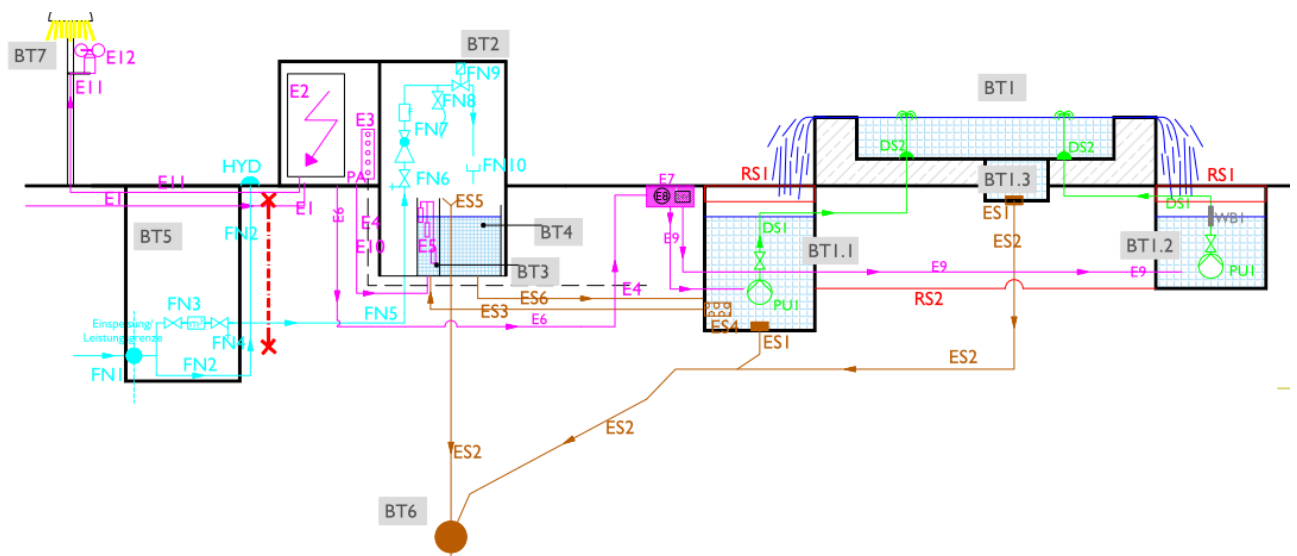 BT7
E12
E11
BT2
E2
FN9
FN8
E3
FN7
BT1
DS2
DS2
HYD
PA
FN6
FN10
E11
E1
E1
E6
ES5
E7
E8
RS1
RS1
BT1.3
ES1
DS1
WB1
BT5
FN2
E4
E10
E5
BT4
BT3
DS1
E9
BT1.1
ES2
BT1.2
E9
E9
PU1
PU1
E4
RS2
FN3
m³
FN5
ES3
ES6
E6
ES4
Einspeisung/
Leistungsgrenze
FN4
FN1
FN2
ES1
ES2
ES2
ES2
BT6